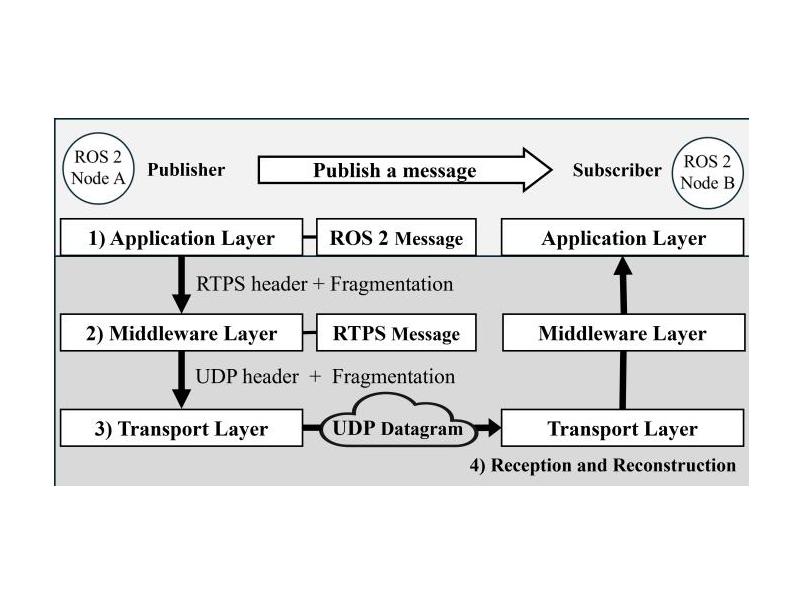 ROS 2
Node A
Publisher
Publish a message
Subscriber
ROS 2
Node B
1) Application Layer
ROS 2 Message
Application Layer
RTPS header + Fragmentation
2) Middleware Layer
RTPS Message
Middleware Layer
UDP header + Fragmentation
3) Transport Layer
UDP Datagram
Transport Layer
4) Reception and Reconstruction